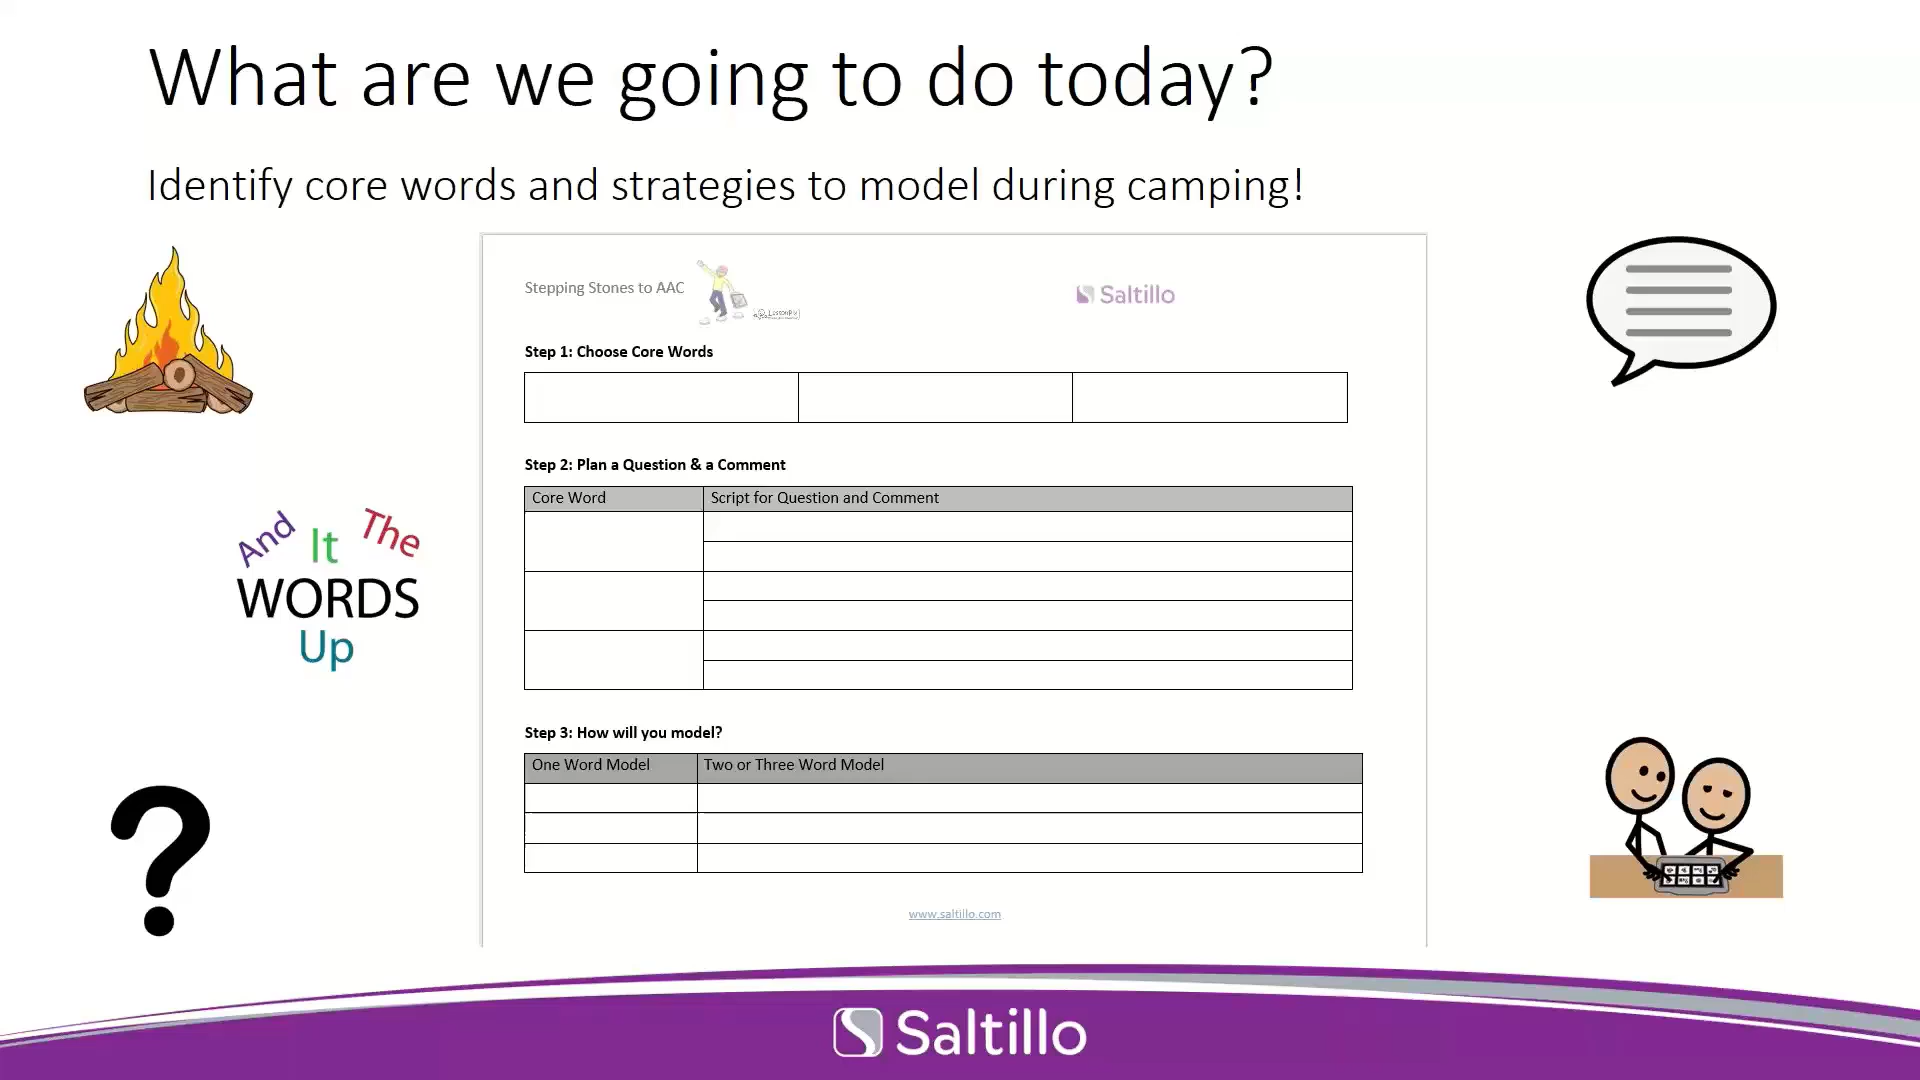 What are we going to do today?
Identify core words and strategies to model during camping!
Stepping Stones to AAC
LessonPix
Saltillo
Step 1: Choose Core Words
Step 2: Plan a Question & a Comment
Core Word
Script for Question and Comment
And It The
WORDS
Up
Step 3: How will you model?
One Word Model
Two or Three Word Model
?
www.saltillo.com
Saltillo